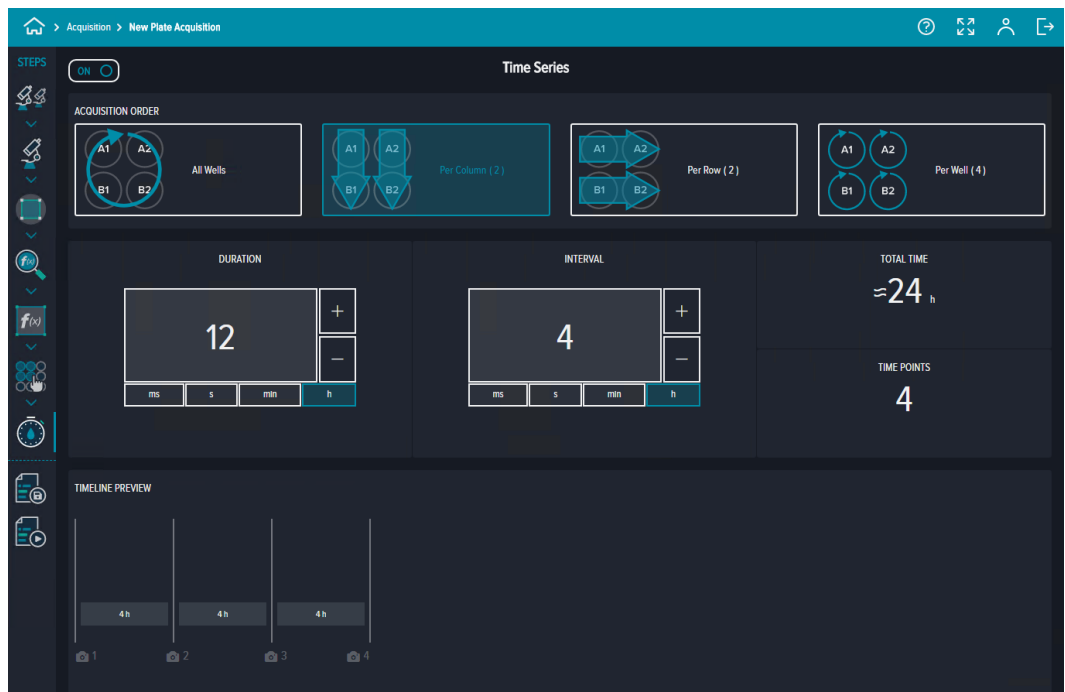 Acquisition > New Plate Acquisition
STEPS
ON
Time Series
ACQUISITION ORDER
A1 A2
B1 B2
All Wells
A1 A2
B1 B2
Per Column ( 2 )
A1 A2
B1 B2
Per Row ( 2 )
A1 A2
B1 B2
Per Well ( 4 )
f(x)
f(x)
DURATION
12
+
−
ms s min h
INTERVAL
4
+
−
ms s min h
TOTAL TIME
≈24 h
TIME POINTS
4
TIMELINE PREVIEW
4 h 4 h 4 h
1 2 3 4